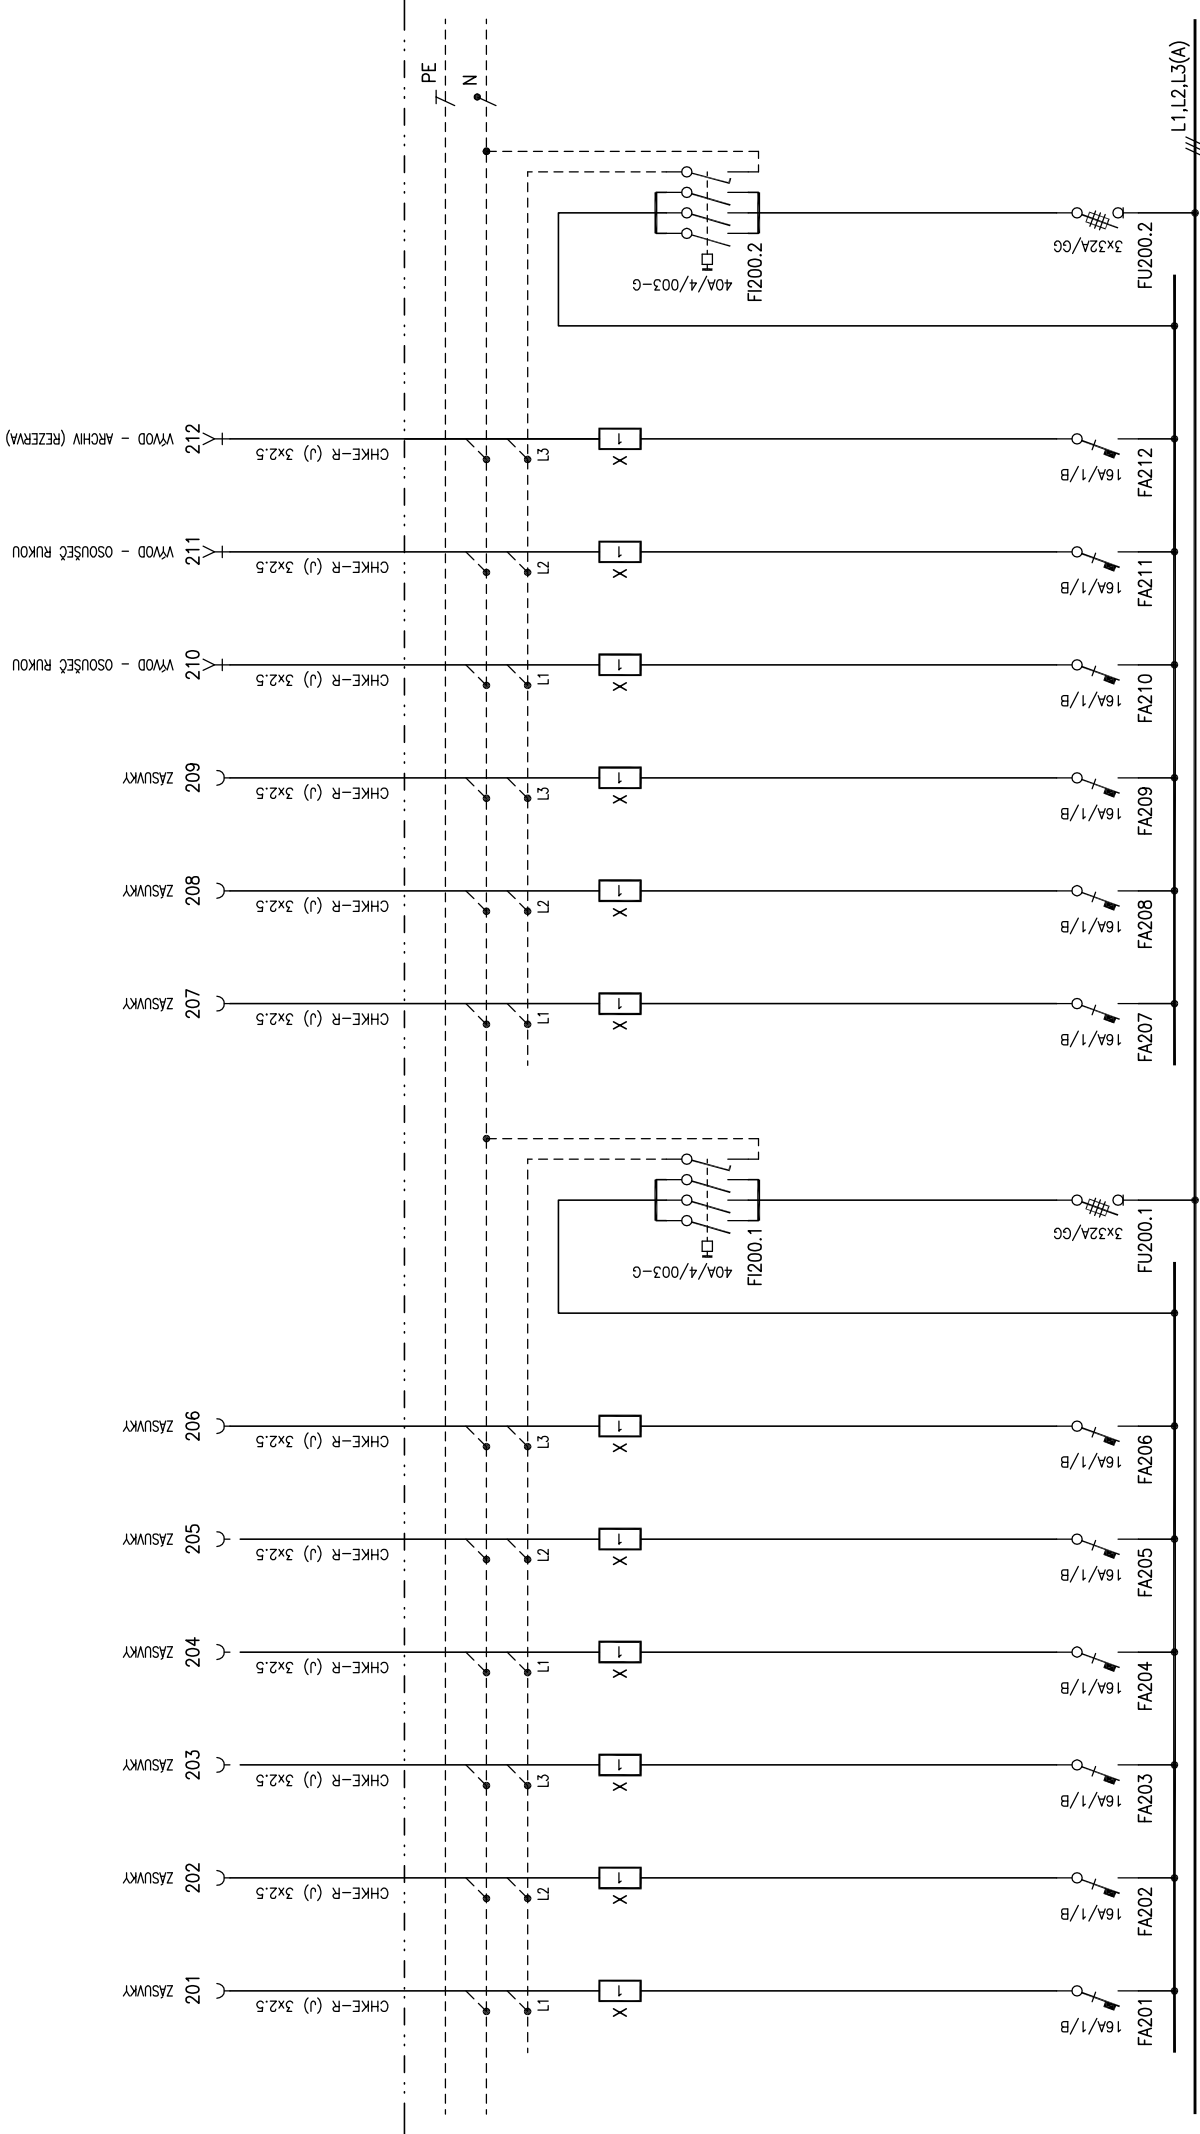 PE
N
L1,L2,L3(A)
FU200.2
3x32A/GG
FI200.2
40A/4/003-G
VÝVOD - ARCHIV (REZERVA)
212
CHKE-R (J) 3x2.5
L3
1
X
16A/1/B
FA212
VÝVOD - OSOUŠEČ RUKOU
211
CHKE-R (J) 3x2.5
L2
1
X
16A/1/B
FA211
VÝVOD - OSOUŠEČ RUKOU
210
CHKE-R (J) 3x2.5
L1
1
X
16A/1/B
FA210
ZÁSUVKY
209
CHKE-R (J) 3x2.5
L3
1
X
16A/1/B
FA209
ZÁSUVKY
208
CHKE-R (J) 3x2.5
L2
1
X
16A/1/B
FA208
ZÁSUVKY
207
CHKE-R (J) 3x2.5
L1
1
X
16A/1/B
FA207
FU200.1
3x32A/GG
FI200.1
40A/4/003-G
ZÁSUVKY
206
CHKE-R (J) 3x2.5
L3
1
X
16A/1/B
FA206
ZÁSUVKY
205
CHKE-R (J) 3x2.5
L2
1
X
16A/1/B
FA205
ZÁSUVKY
204
CHKE-R (J) 3x2.5
L1
1
X
16A/1/B
FA204
ZÁSUVKY
203
CHKE-R (J) 3x2.5
L3
1
X
16A/1/B
FA203
ZÁSUVKY
202
CHKE-R (J) 3x2.5
L2
1
X
16A/1/B
FA202
ZÁSUVKY
201
CHKE-R (J) 3x2.5
L1
1
X
16A/1/B
FA201